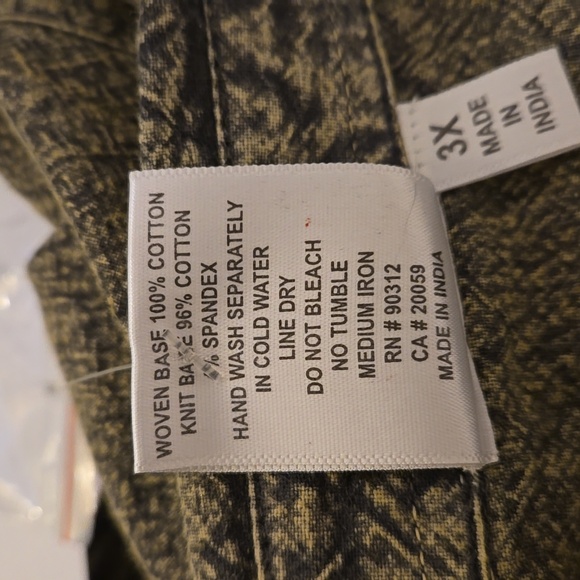 WOVEN BASE 100% COTTON
KNIT BASE 96% COTTON
% SPANDEX
HAND WASH SEPARATELY
IN COLD WATER
LINE DRY
DO NOT BLEACH
NO TUMBLE
MEDIUM IRON
RN # 90312
CA # 20059
MADE IN INDIA
3X
MADE
IN
INDIA